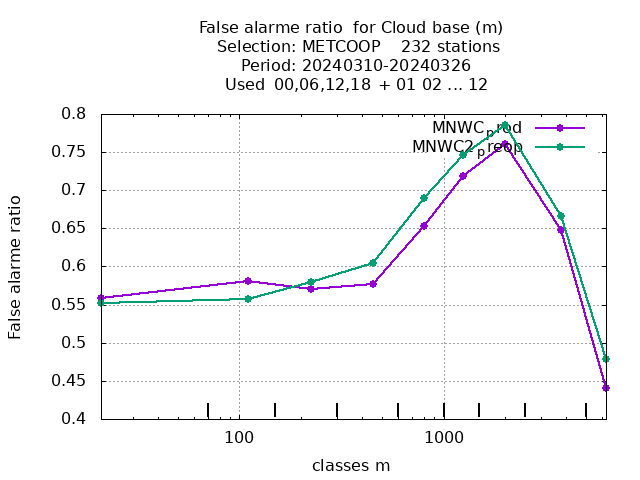 False alarme ratio  for Cloud base (m)
Selection: METCOOP    232 stations
Period: 20240310-20240326
Used  00,06,12,18 + 01 02 ... 12
MNWC_prod
MNWC2_preop
0.8
0.75
0.7
0.65
0.6
0.55
0.5
0.45
0.4
False alarme ratio
100
1000
classes m